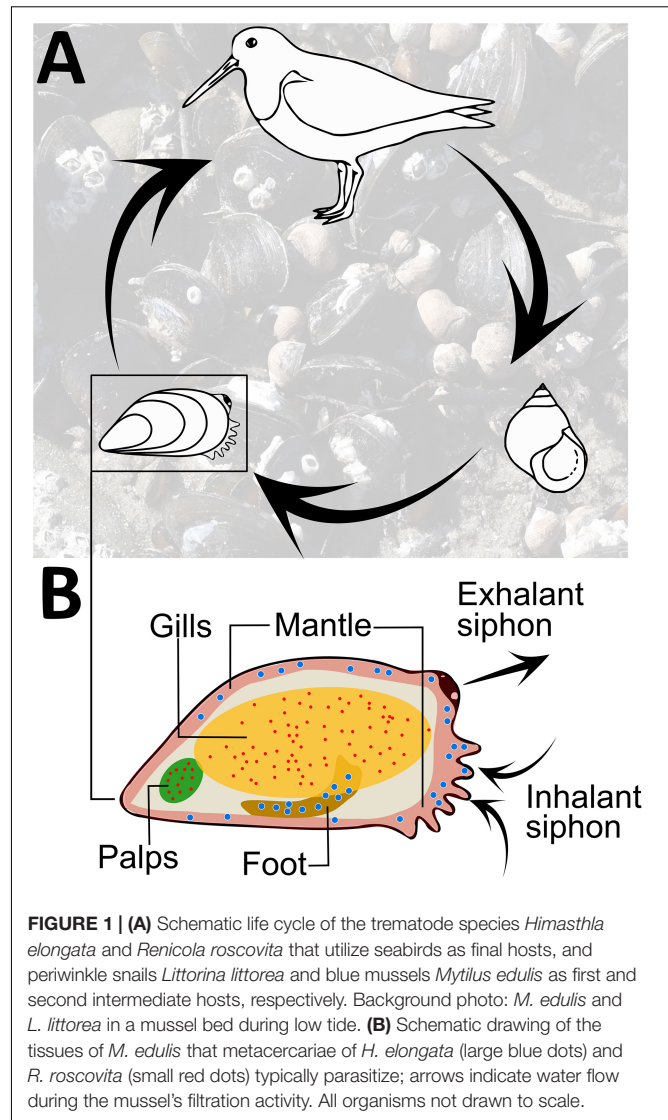 A
B
Gills
Mantle
Exhalant
siphon
Inhalant
siphon
Palps
Foot
FIGURE 1 | (A) Schematic life cycle of the trematode species Himasthla
elongata and Renicola roscovita that utilize seabirds as final hosts, and
periwinkle snails Littorina littorea and blue mussels Mytilus edulis as first and
second intermediate hosts, respectively. Background photo: M. edulis and
L. littorea in a mussel bed during low tide. (B) Schematic drawing of the
tissues of M. edulis that metacercariae of H. elongata (large blue dots) and
R. roscovita (small red dots) typically parasitize; arrows indicate water flow
during the mussel's filtration activity. All organisms not drawn to scale.